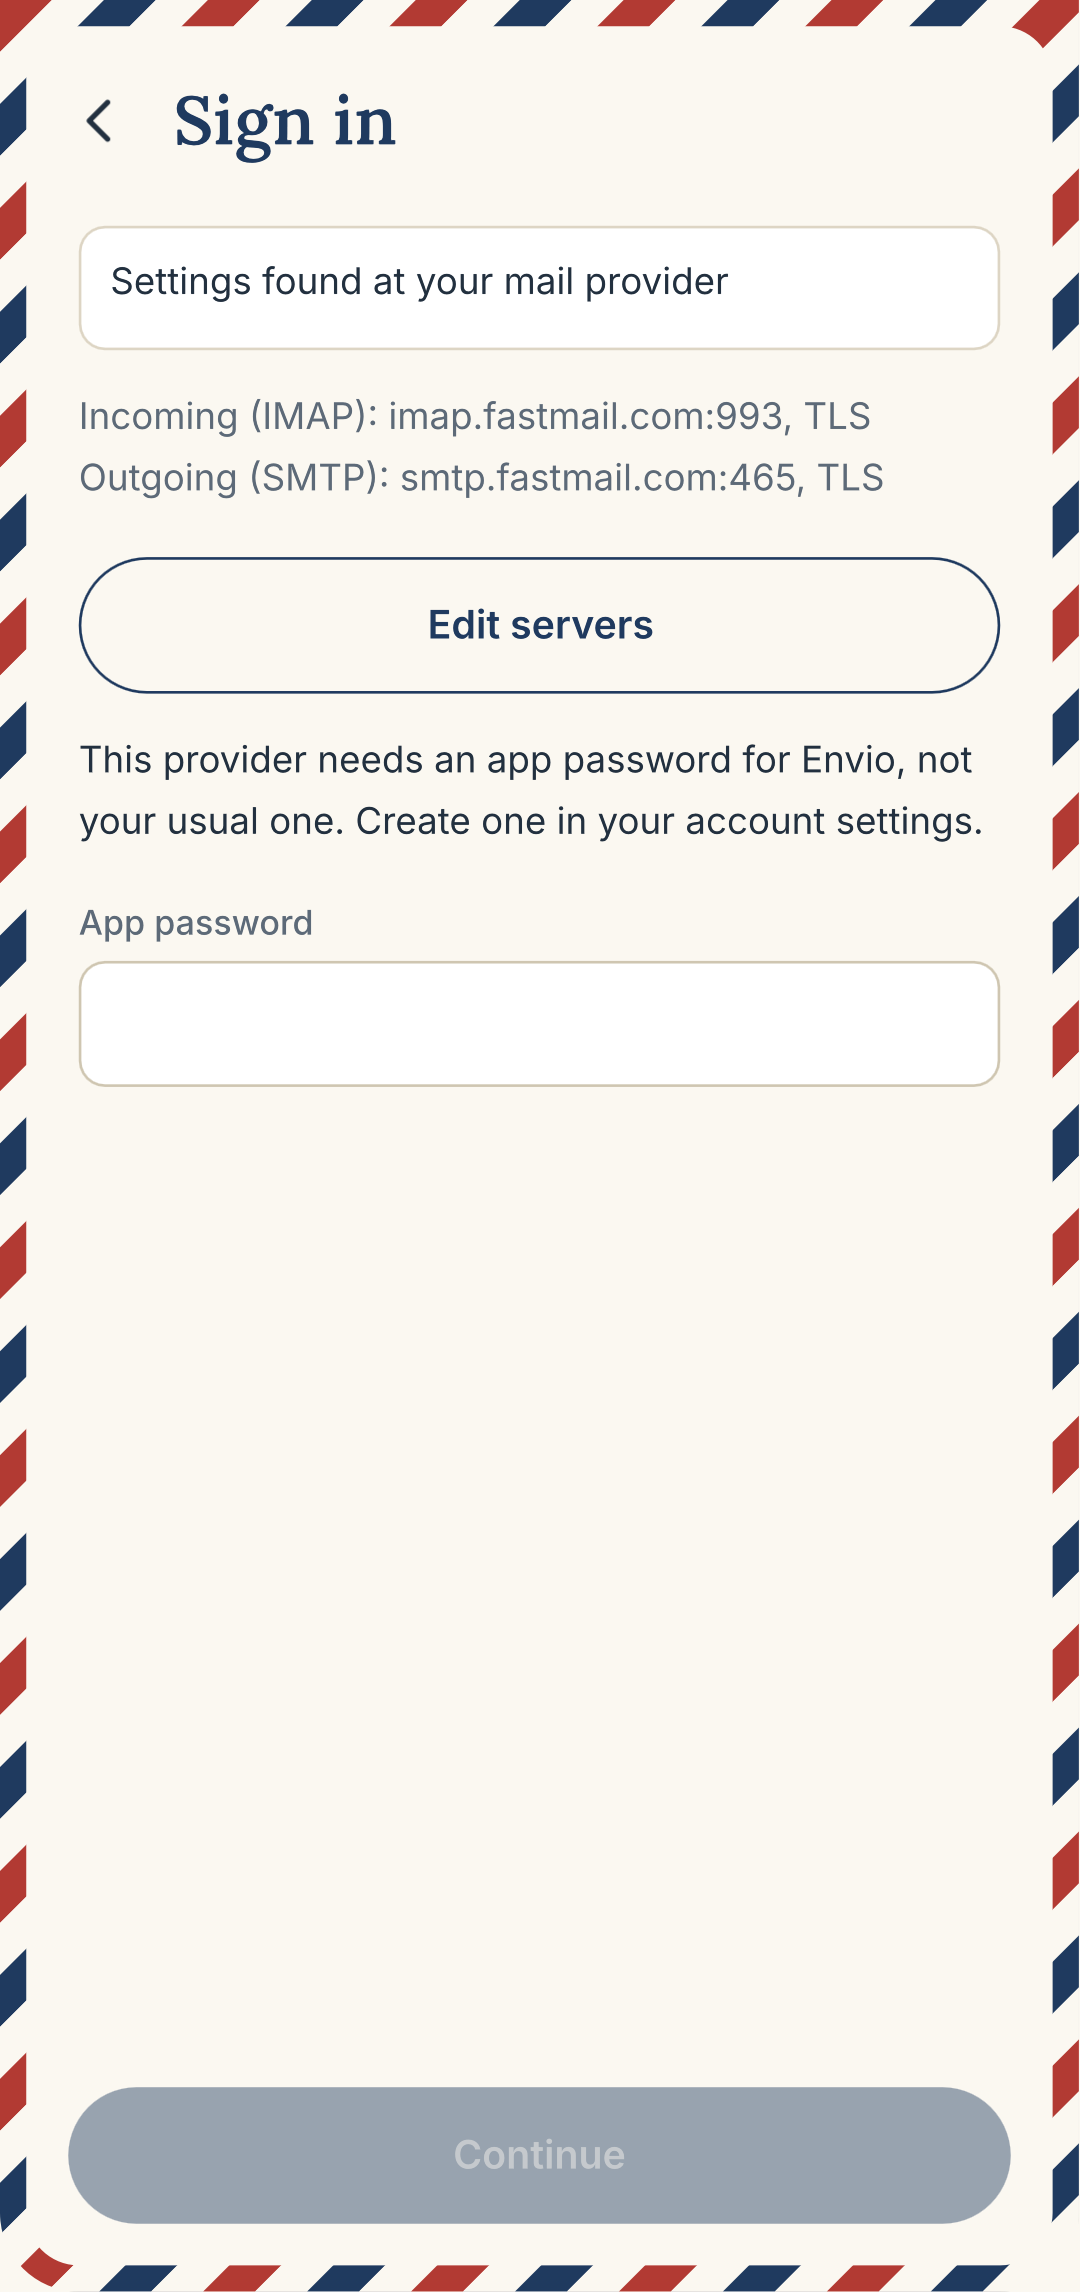 Sign in
Settings found at your mail provider
Incoming (IMAP): imap.fastmail.com:993, TLS
Outgoing (SMTP): smtp.fastmail.com:465, TLS
Edit servers
This provider needs an app password for Envio, not
your usual one. Create one in your account settings.
App password
Continue